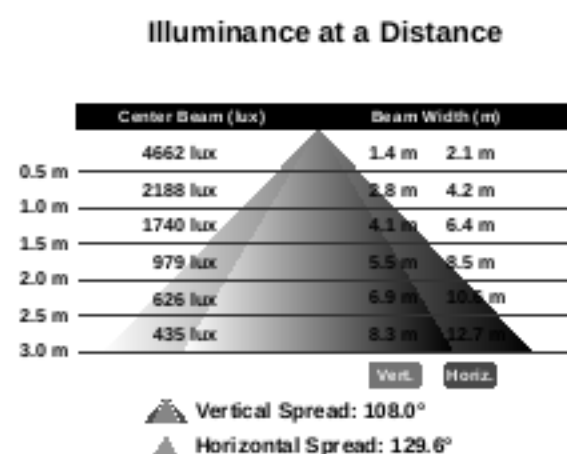 Illuminance at a Distance
Center Beam (lux) Beam Width (m)
4662 lux 1.4 m 2.1 m
0.5 m
2188 lux 2.8 m 4.2 m
1.0 m
1740 lux 4.1 m 6.4 m
1.5 m
979 lux 5.5 m 8.5 m
2.0 m
626 lux 6.9 m 10.6 m
2.5 m
435 lux 8.3 m 12.7 m
3.0 m
Vert. Horiz.
Vertical Spread: 108.0°
Horizontal Spread: 129.6°